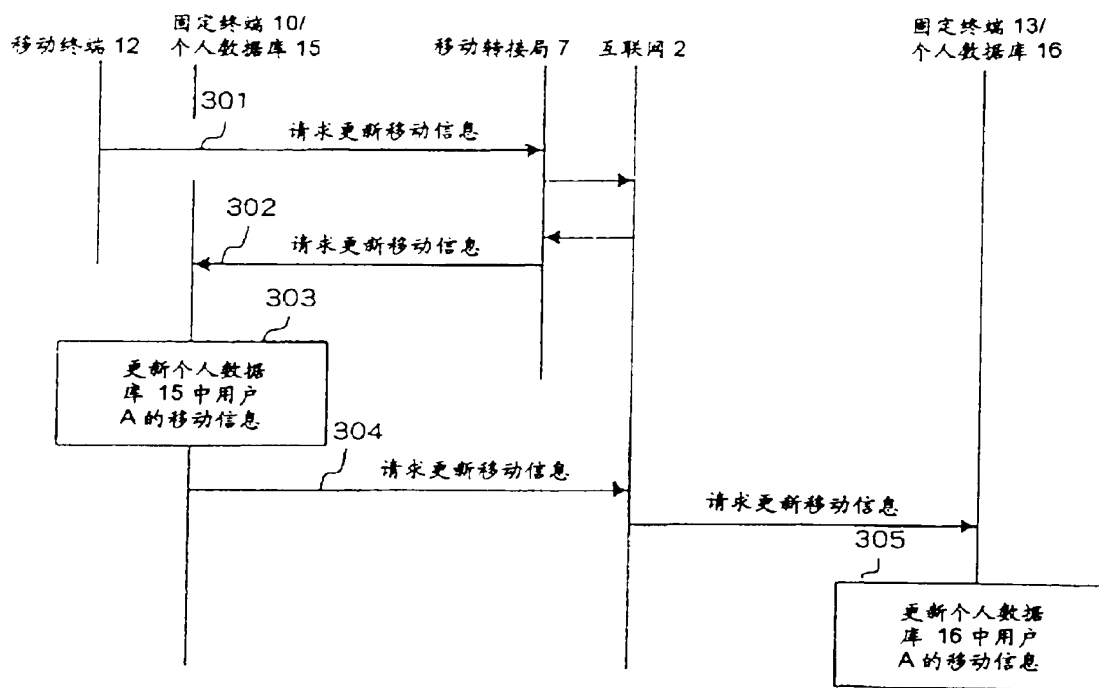 移动终端 12
固定终端 10/
个人数据库 15
移动转接局 7
互联网 2
固定终端 13/
个人数据库 16
301
请求更新移动信息
302
请求更新移动信息
303
更新个人数据
库 15 中用户
A 的移动信息
304
请求更新移动信息
请求更新移动信息
305
更新个人数据
库 16 中用户
A 的移动信息